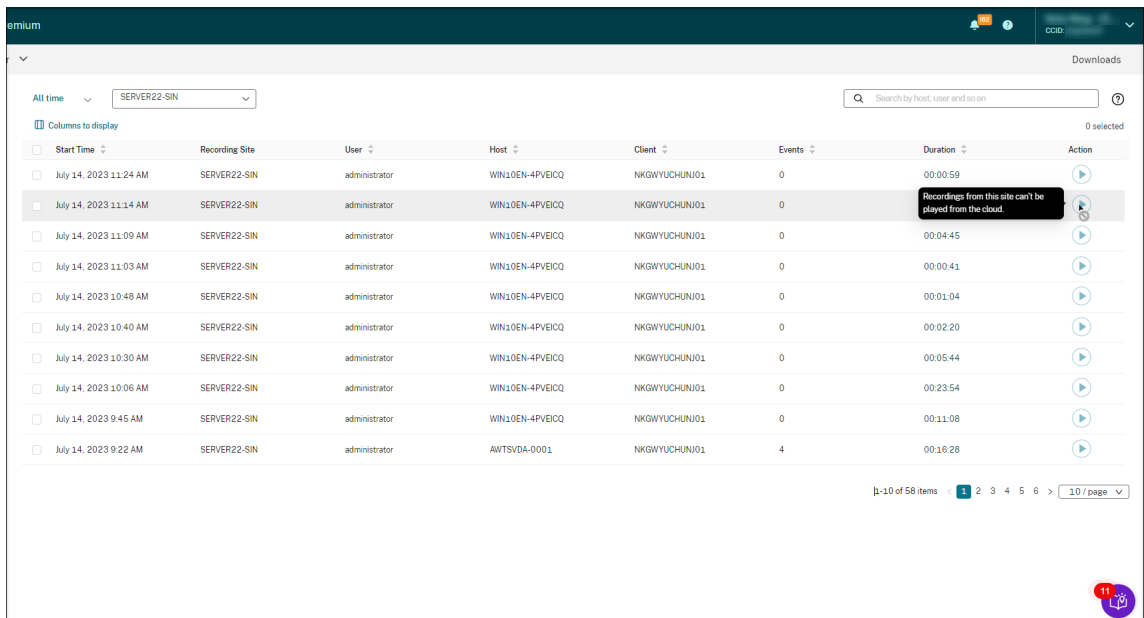 emium
162
CCID:
r
Downloads
All time
SERVER22-SIN
Search by host, user and so on
Columns to display
0 selected
Start Time Recording Site User Host Client Events Duration Action
July 14, 2023 11:24 AM SERVER22-SIN administrator WIN10EN-4PVEICQ NKGWYUCHUNJ01 0 00:00:59
July 14, 2023 11:14 AM SERVER22-SIN administrator WIN10EN-4PVEICQ NKGWYUCHUNJ01 0
Recordings from this site can't be
played from the cloud.
July 14, 2023 11:09 AM SERVER22-SIN administrator WIN10EN-4PVEICQ NKGWYUCHUNJ01 0 00:04:45
July 14, 2023 11:03 AM SERVER22-SIN administrator WIN10EN-4PVEICQ NKGWYUCHUNJ01 0 00:00:41
July 14, 2023 10:48 AM SERVER22-SIN administrator WIN10EN-4PVEICQ NKGWYUCHUNJ01 0 00:01:04
July 14, 2023 10:40 AM SERVER22-SIN administrator WIN10EN-4PVEICQ NKGWYUCHUNJ01 0 00:02:20
July 14, 2023 10:30 AM SERVER22-SIN administrator WIN10EN-4PVEICQ NKGWYUCHUNJ01 0 00:05:44
July 14, 2023 10:06 AM SERVER22-SIN administrator WIN10EN-4PVEICQ NKGWYUCHUNJ01 0 00:23:54
July 14, 2023 9:45 AM SERVER22-SIN administrator WIN10EN-4PVEICQ NKGWYUCHUNJ01 0 00:11:08
July 14, 2023 9:22 AM SERVER22-SIN administrator AWTSVDA-0001 NKGWYUCHUNJ01 4 00:16:28
1-10 of 58 items < 1 2 3 4 5 6 > 10 / page
11